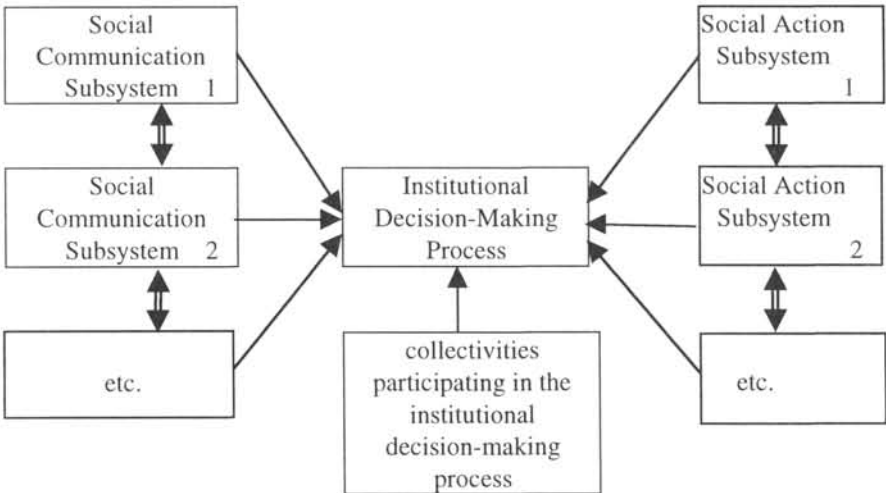 Social
Communication
Subsystem 1
Social Action
Subsystem
1
Social
Communication
Subsystem 2
Institutional
Decision-Making
Process
Social Action
Subsystem
2
etc.
collectivities
participating in the
institutional
decision-making
process
etc.